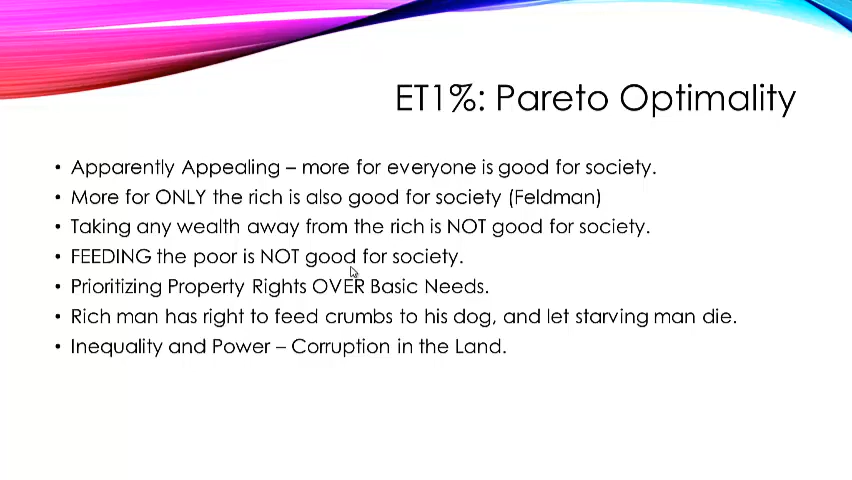 ET1%: Pareto Optimality
• Apparently Appealing – more for everyone is good for society.
• More for ONLY the rich is also good for society (Feldman)
• Taking any wealth away from the rich is NOT good for society.
• FEEDING the poor is NOT good for society.
• Prioritizing Property Rights OVER Basic Needs.
• Rich man has right to feed crumbs to his dog, and let starving man die.
• Inequality and Power – Corruption in the Land.